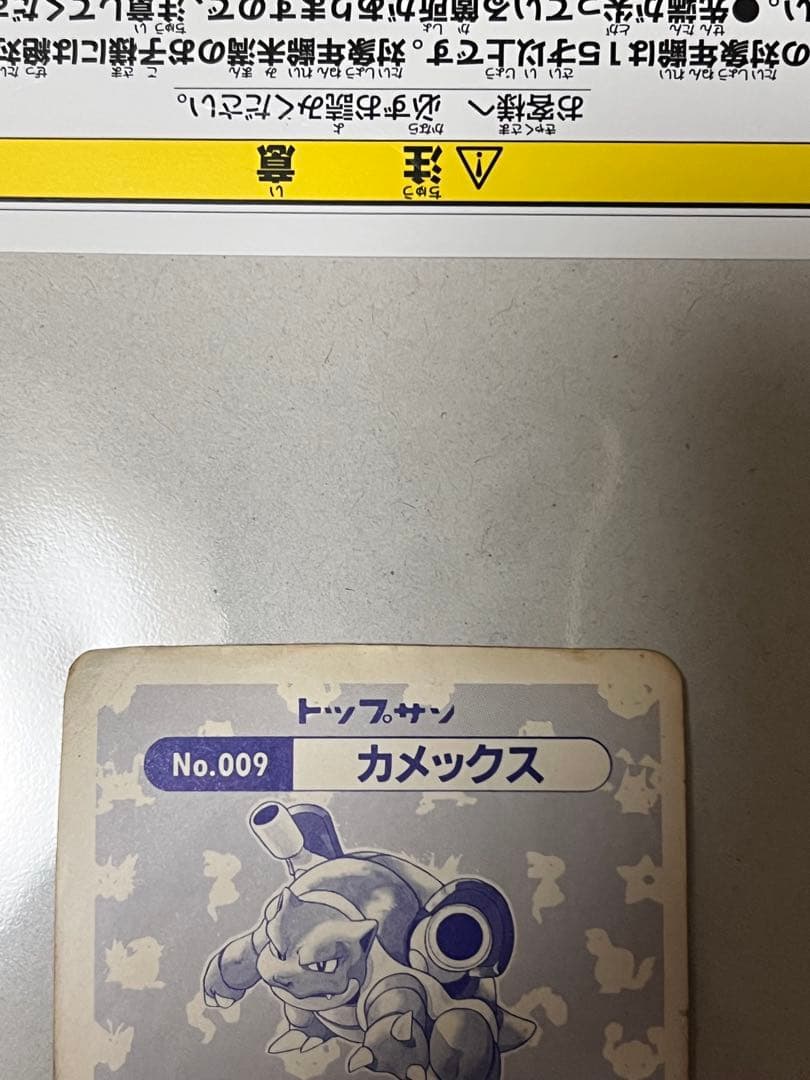 注意
お客様へ 必ずお読みください。
の対象年齢は15才以上です。対象年齢未満のお子様には絶対
い。●先端が尖っている箇所がありますので、注意してくださ
トップサン
No.009 カメックス